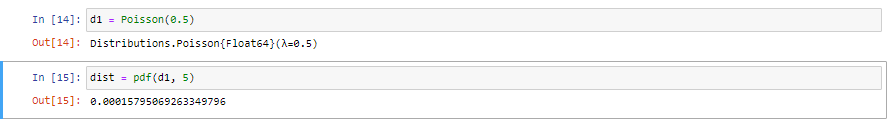 In [14]: d1 = Poisson(0.5)
Out[14]: Distributions.Poisson{Float64}(λ=0.5)
In [15]: dist = pdf(d1, 5)
Out[15]: 0.00015795069263349796